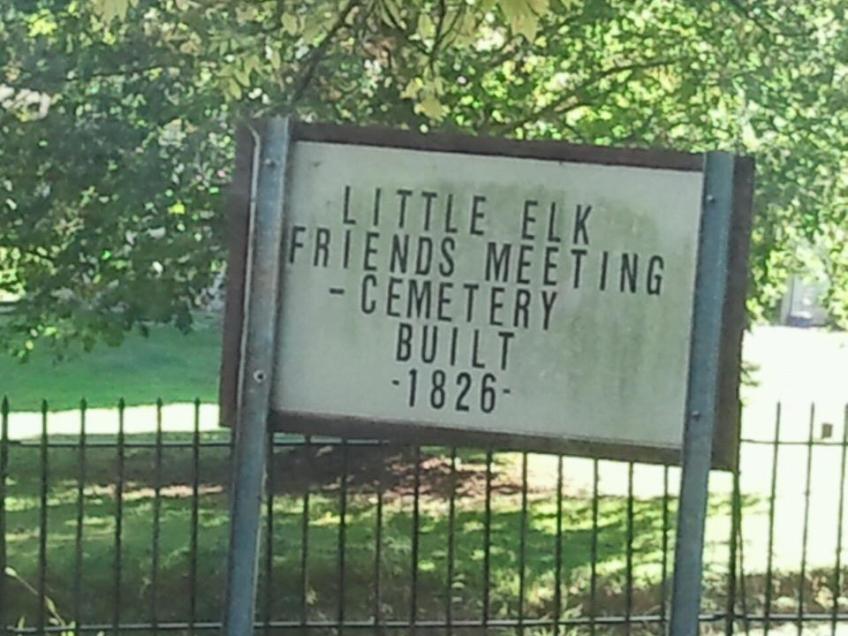 LITTLE ELK
FRIENDS MEETING
-CEMETERY
BUILT
-1826-